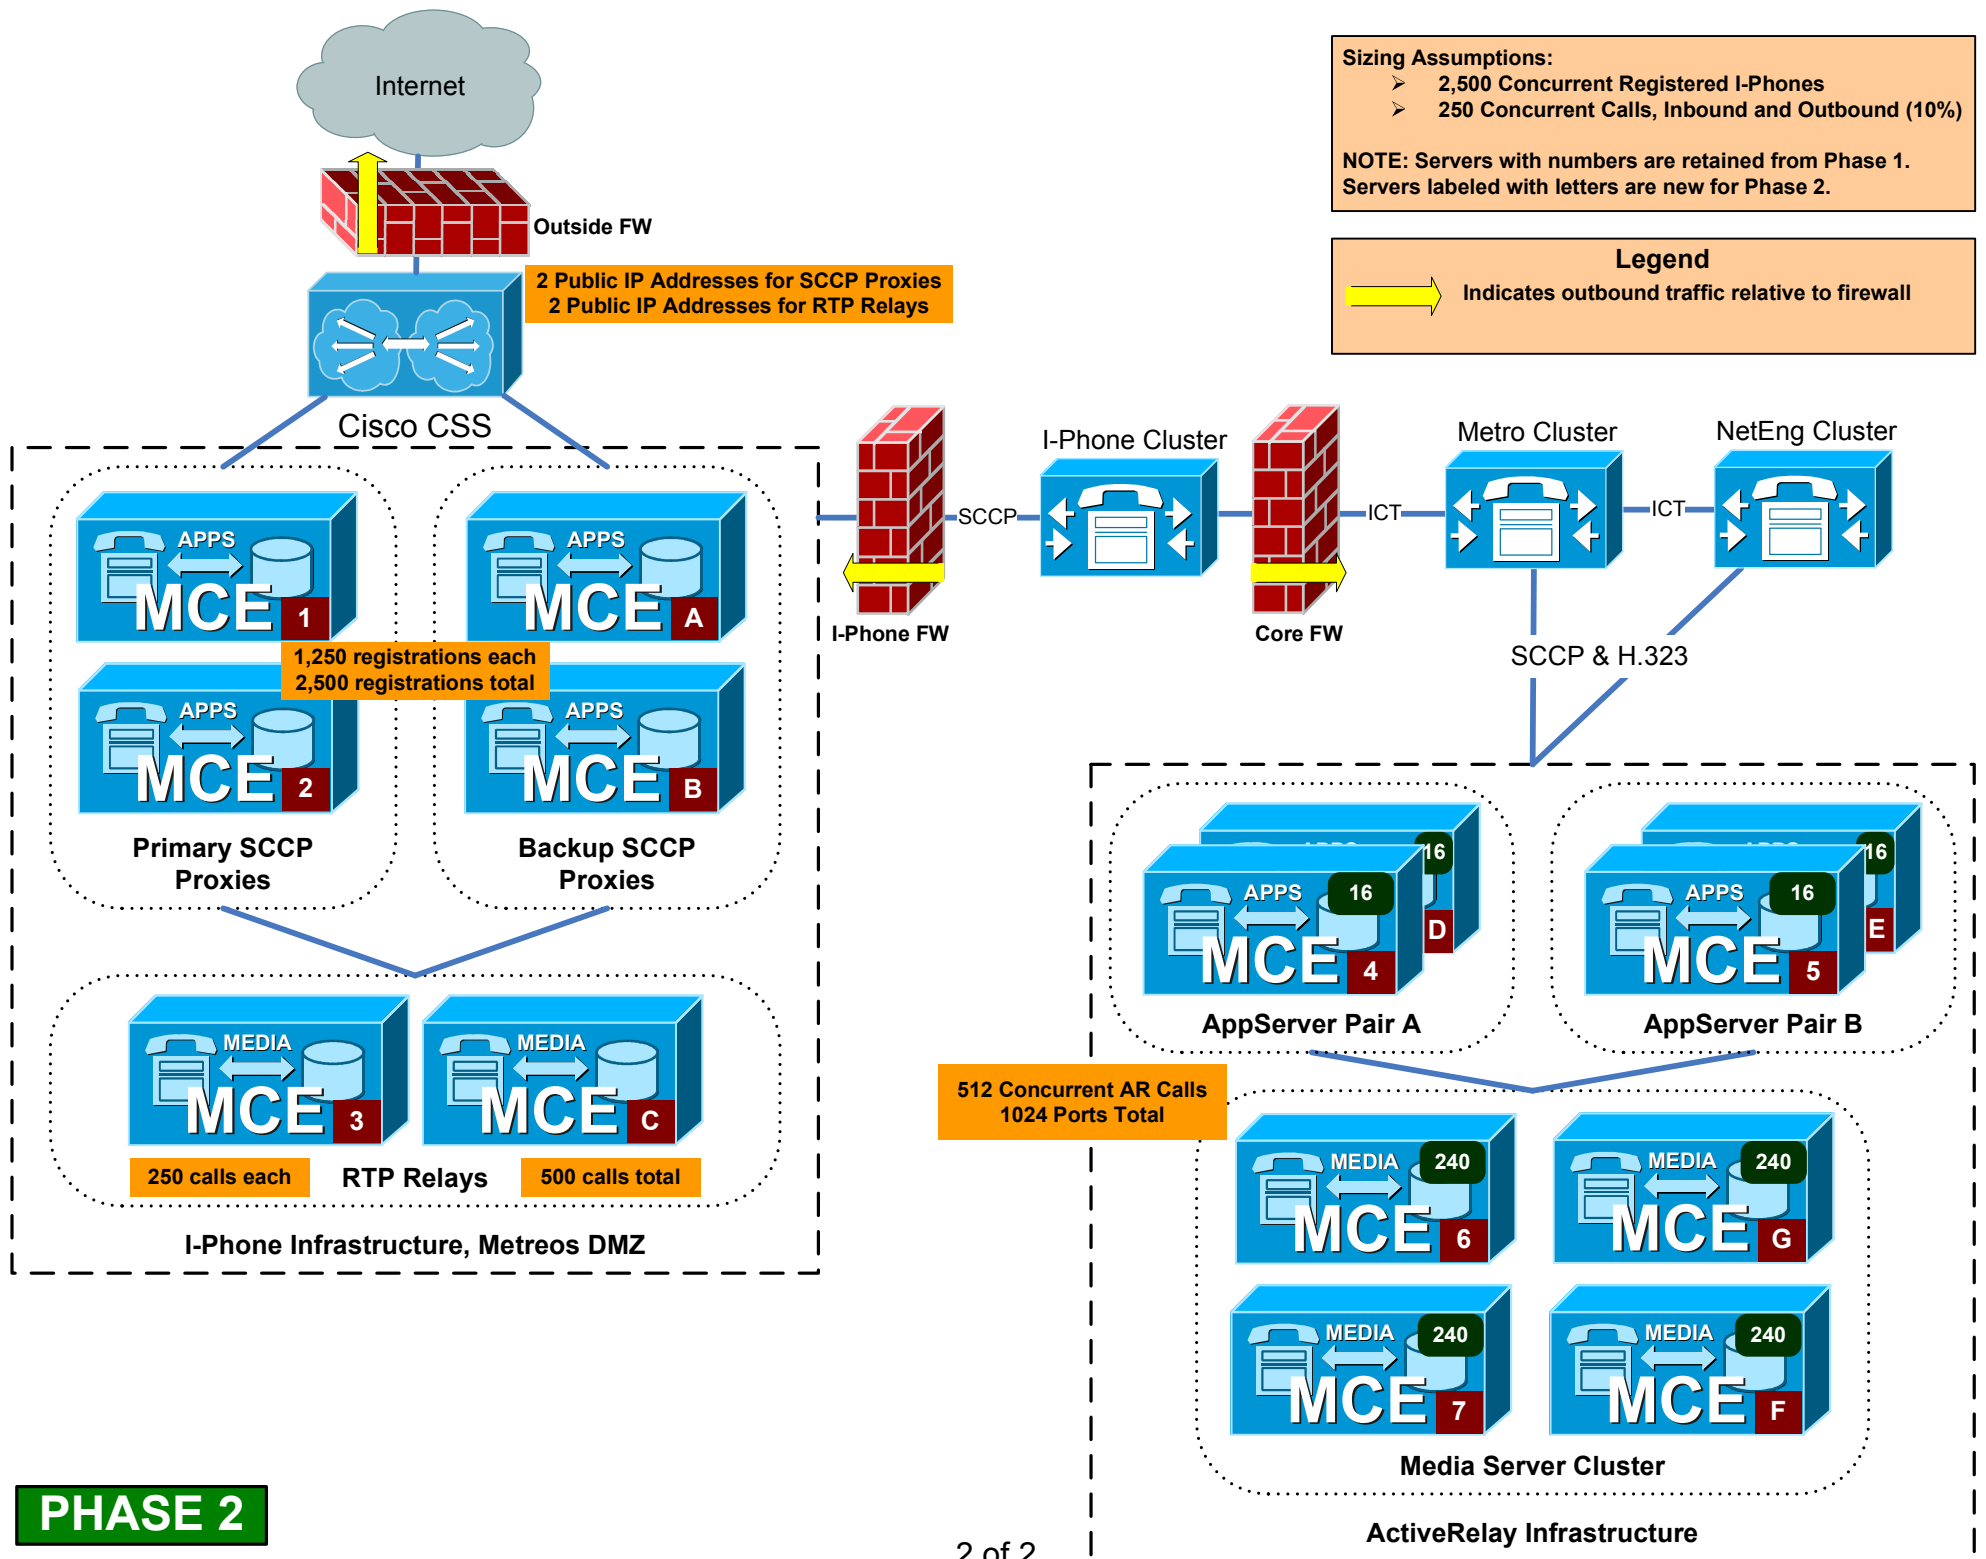 Internet
Outside FW
2 Public IP Addresses for SCCP Proxies
2 Public IP Addresses for RTP Relays
Cisco CSS
Sizing Assumptions:
➢ 2,500 Concurrent Registered I-Phones
➢ 250 Concurrent Calls, Inbound and Outbound (10%)
NOTE: Servers with numbers are retained from Phase 1.
Servers labeled with letters are new for Phase 2.
Legend
Indicates outbound traffic relative to firewall
I-Phone Cluster
Metro Cluster
NetEng Cluster
SCCP
ICT
ICT
I-Phone FW
Core FW
SCCP & H.323
APPS
MCE 1
APPS
MCE A
1,250 registrations each
2,500 registrations total
APPS
MCE 2
APPS
MCE B
Primary SCCP
Proxies
Backup SCCP
Proxies
MEDIA
MCE 3
MEDIA
MCE C
250 calls each
RTP Relays
500 calls total
I-Phone Infrastructure, Metreos DMZ
16
D
APPS
16
MCE 4
AppServer Pair A
16
E
APPS
16
MCE 5
AppServer Pair B
512 Concurrent AR Calls
1024 Ports Total
MEDIA
240
MCE 6
MEDIA
240
MCE G
MEDIA
240
MCE 7
MEDIA
240
MCE F
Media Server Cluster
ActiveRelay Infrastructure
PHASE 2
2 of 2